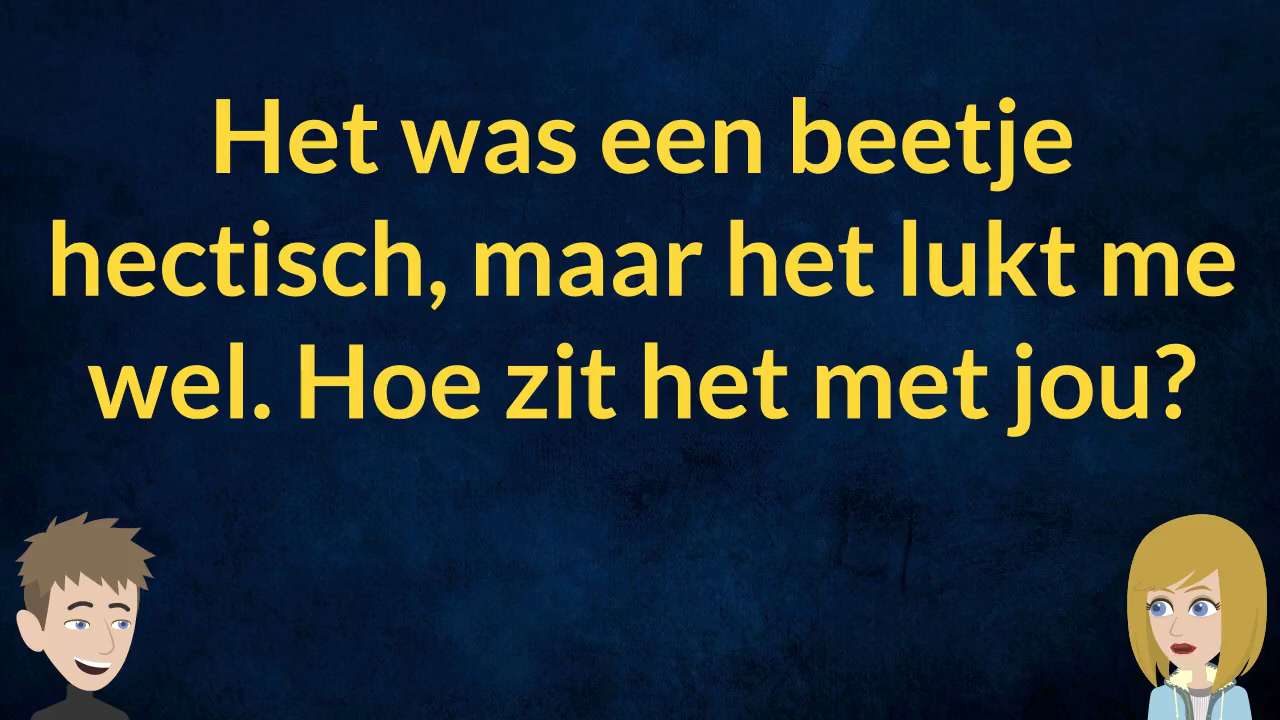 Het was een beetje
hectisch, maar het lukt me
wel. Hoe zit het met jou?